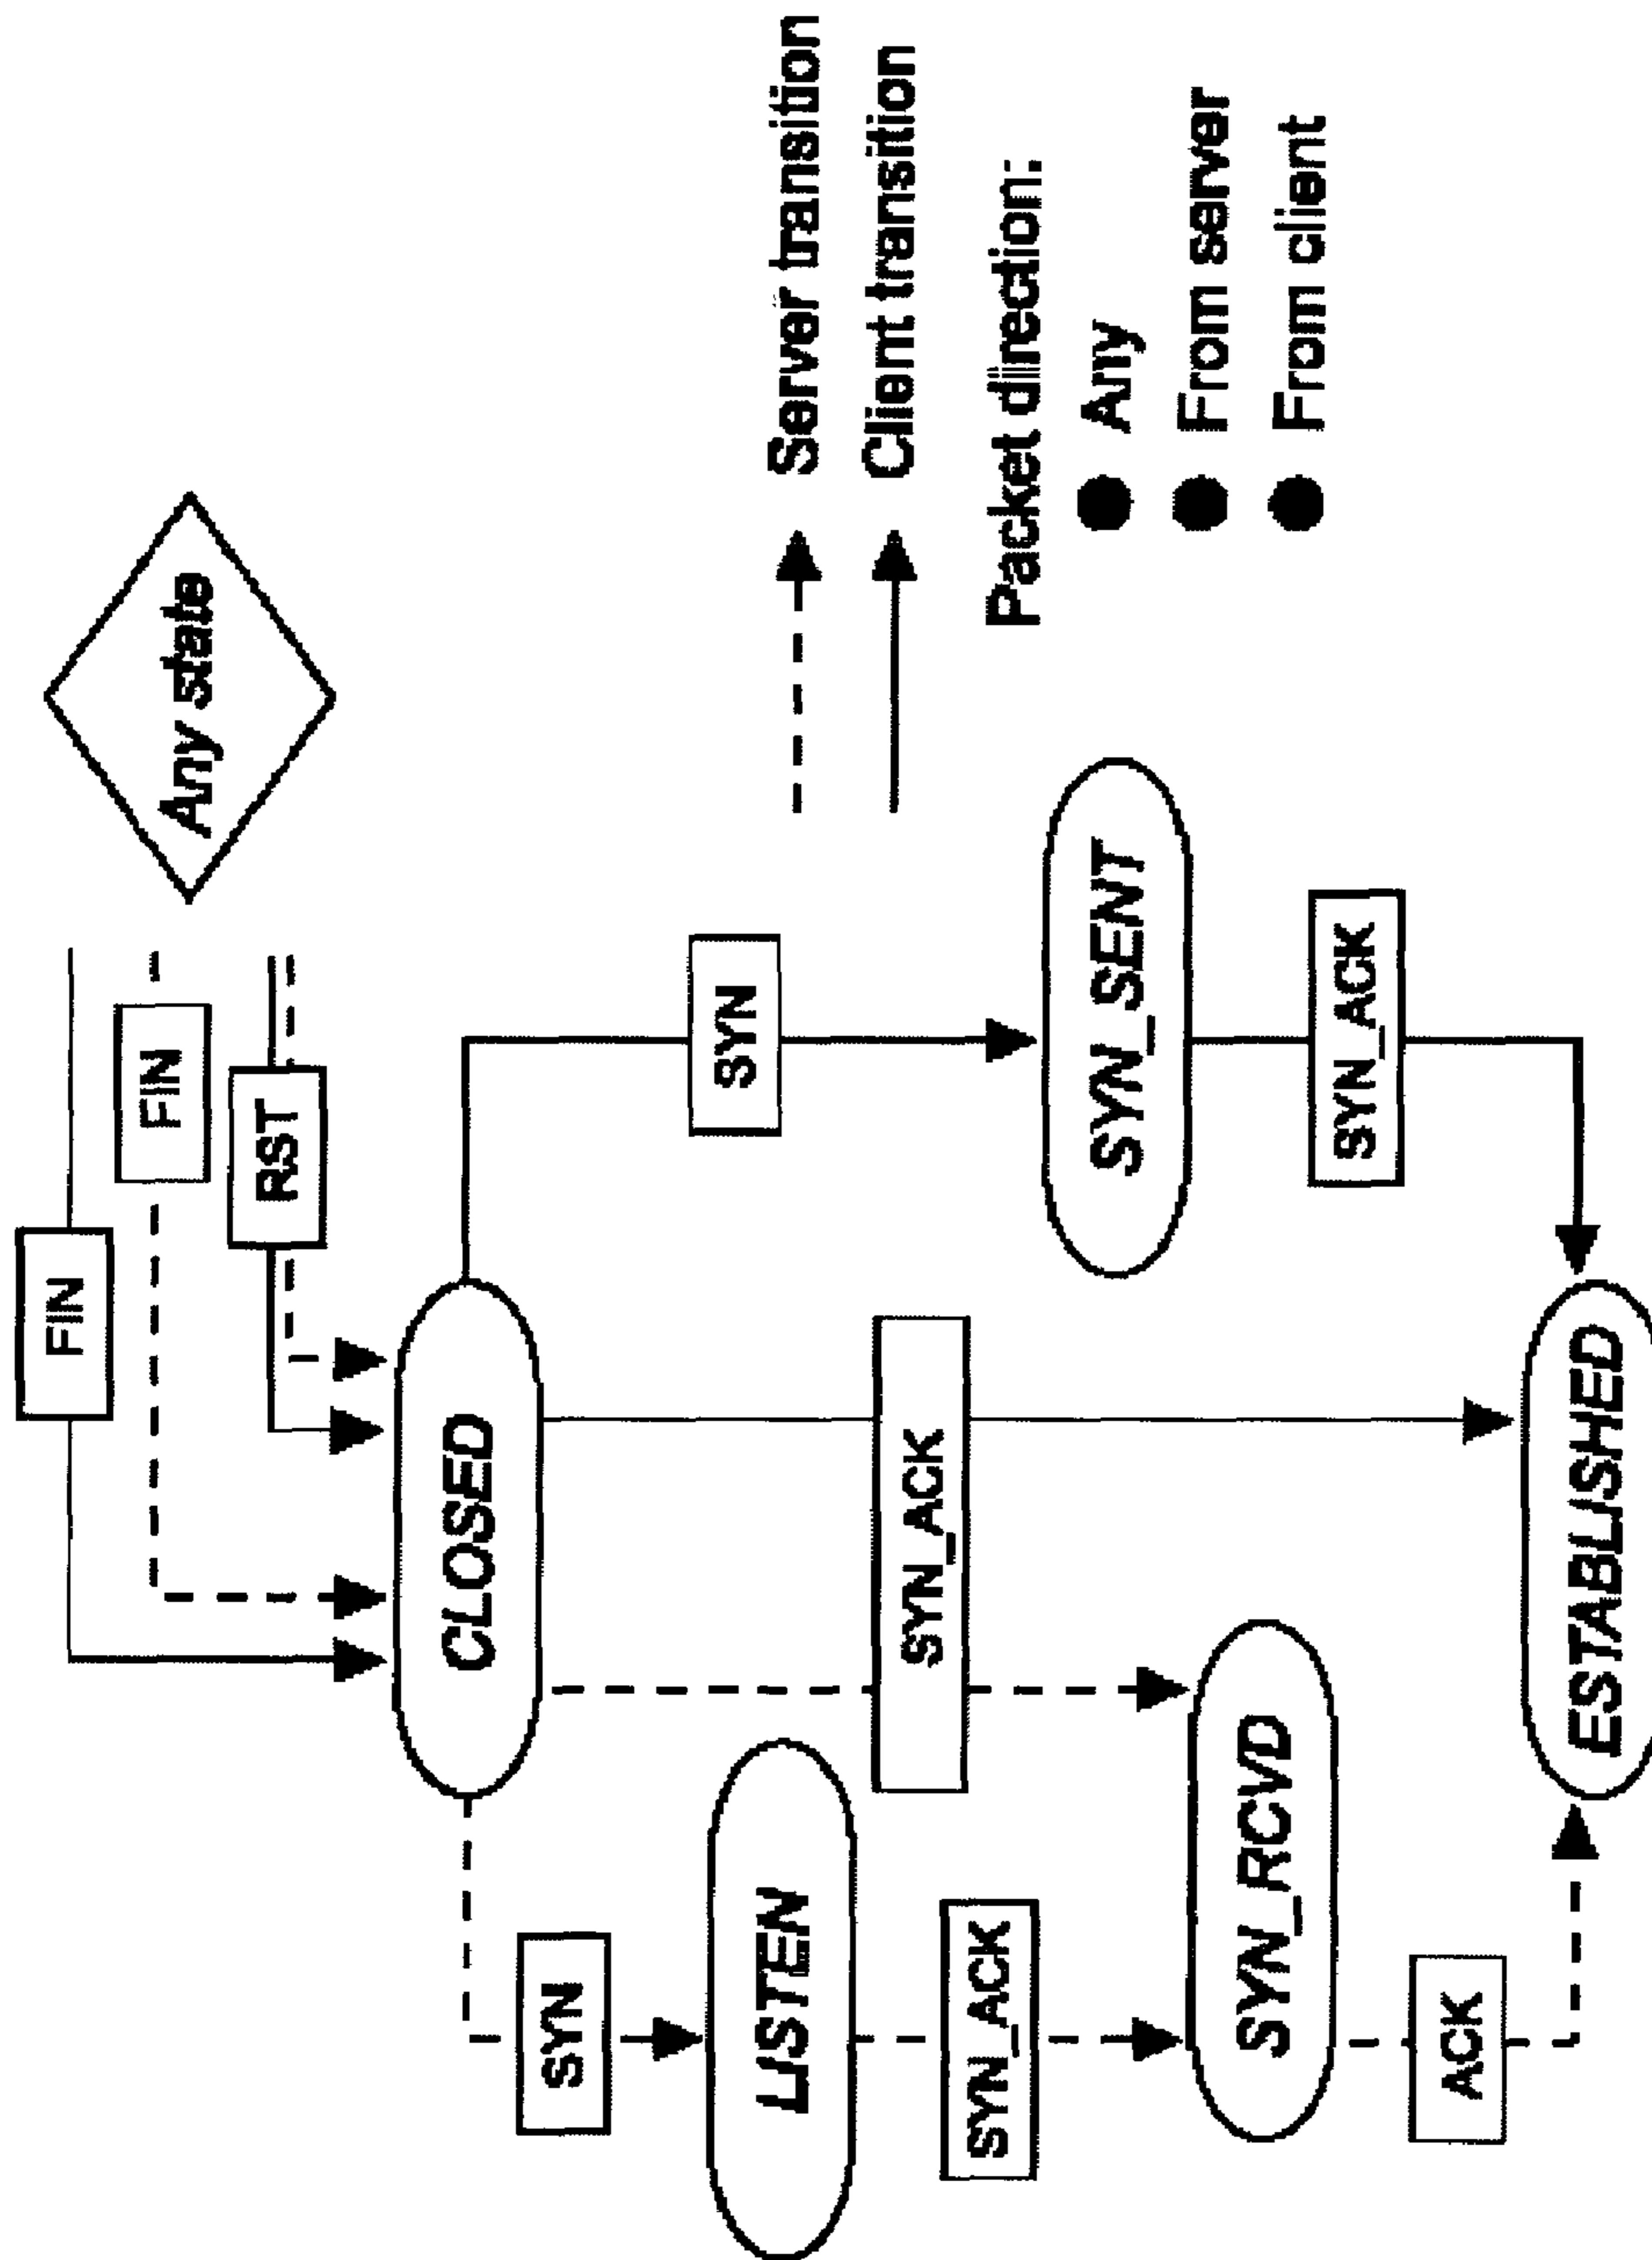 Any state
FIN
FIN
RST
CLOSED
SYN
SYN
LISTEN
SYN_ACK
SYN_ACK
SYN_SENT
SYN_RCVD
SYN_ACK
ACK
ESTABLISHED
Server transition
Client transition
Packet direction:
Any
From server
From client